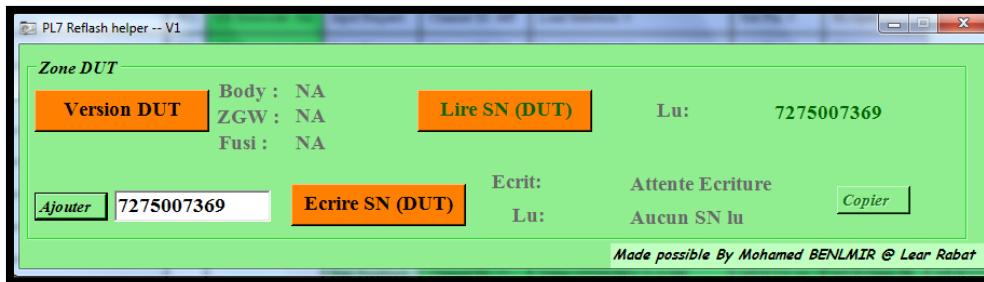 PL7 Reflash helper -- V1
Zone DUT
Version DUT
Body : NA
ZGW : NA
Fusi : NA
Lire SN (DUT)
Lu: 7275007369
Ajouter 7275007369
Ecrire SN (DUT)
Ecrit: Attente Ecriture
Lu: Aucun SN lu
Copier
Made possible By Mohamed BENLMIR @ Lear Rabat